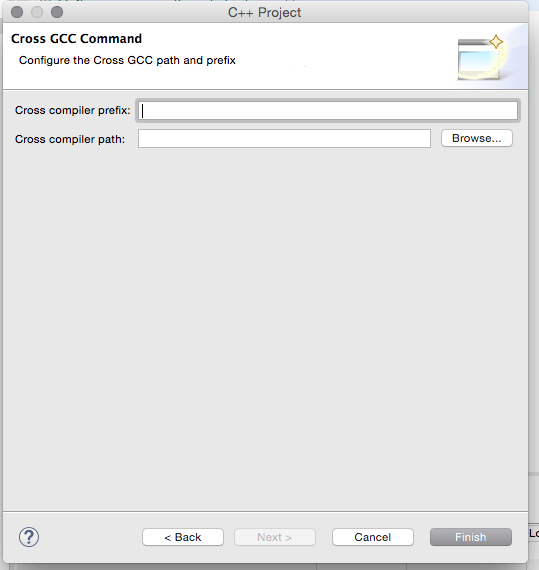 C++ Project
Cross GCC Command
Configure the Cross GCC path and prefix
Cross compiler prefix:
Cross compiler path:
Browse...
?
< Back
Next >
Cancel
Finish
Lo